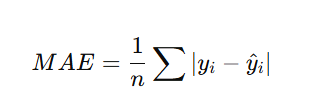 MAE = \frac{1}{n} \sum |y_i − \hat{y}_i|